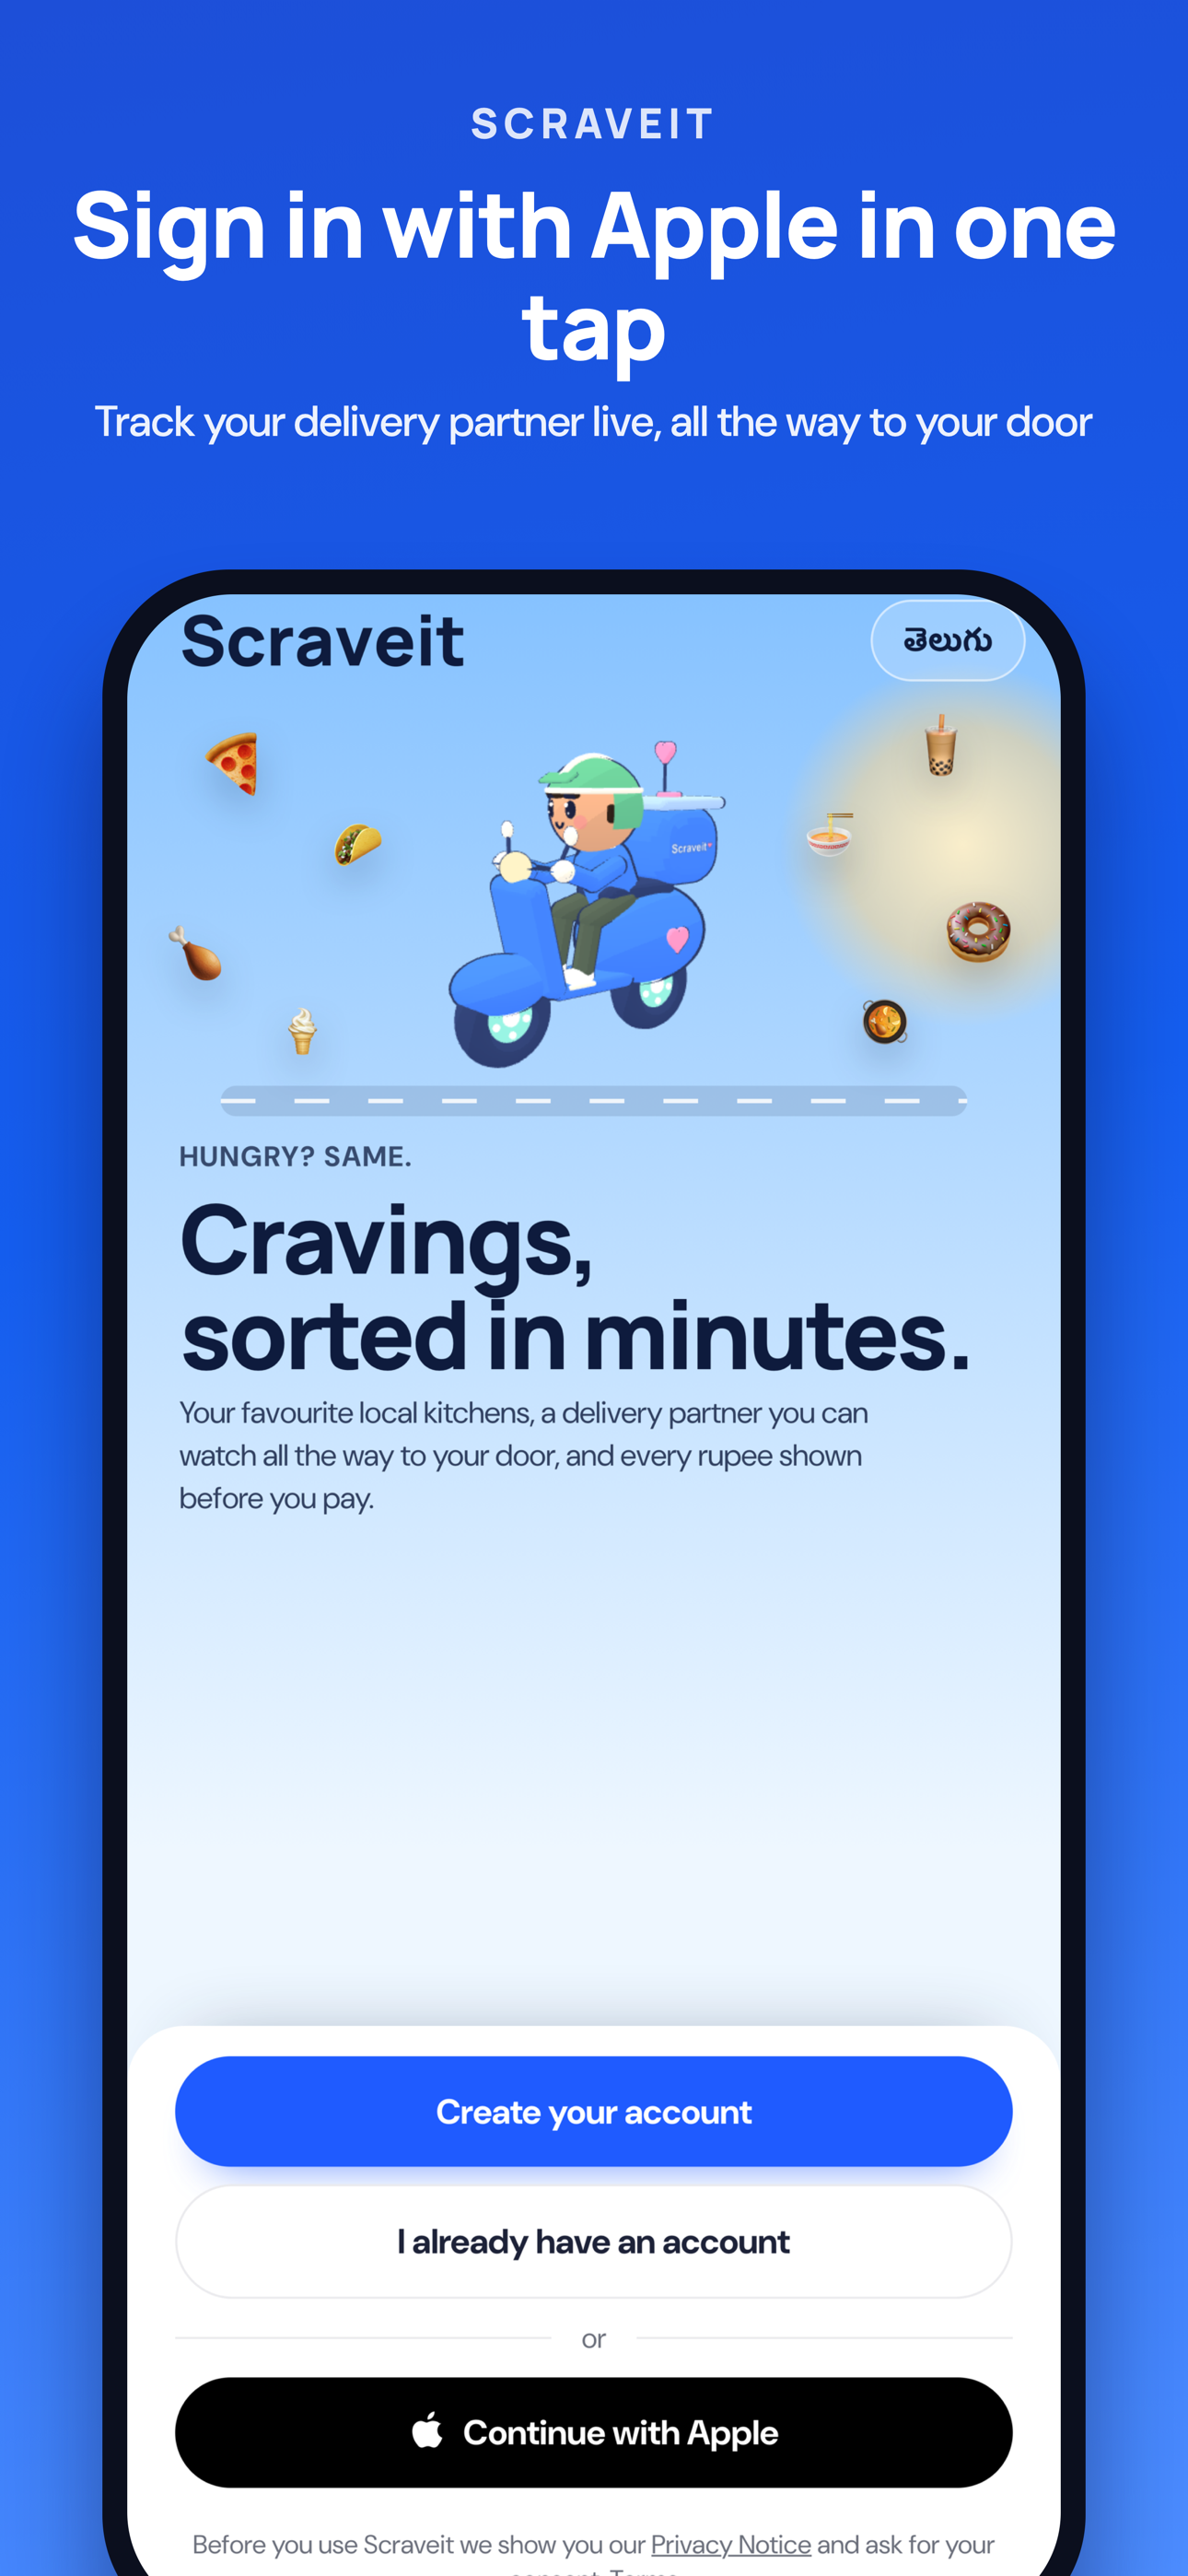 SCRAVEIT
Sign in with Apple in one
tap
Track your delivery partner live, all the way to your door
Scraveit
తెలుగు
Scraveit
HUNGRY? SAME.
Cravings,
sorted in minutes.
Your favourite local kitchens, a delivery partner you can
watch all the way to your door, and every rupee shown
before you pay.
Create your account
I already have an account
or
Continue with Apple
Before you use Scraveit we show you our Privacy Notice and ask for your